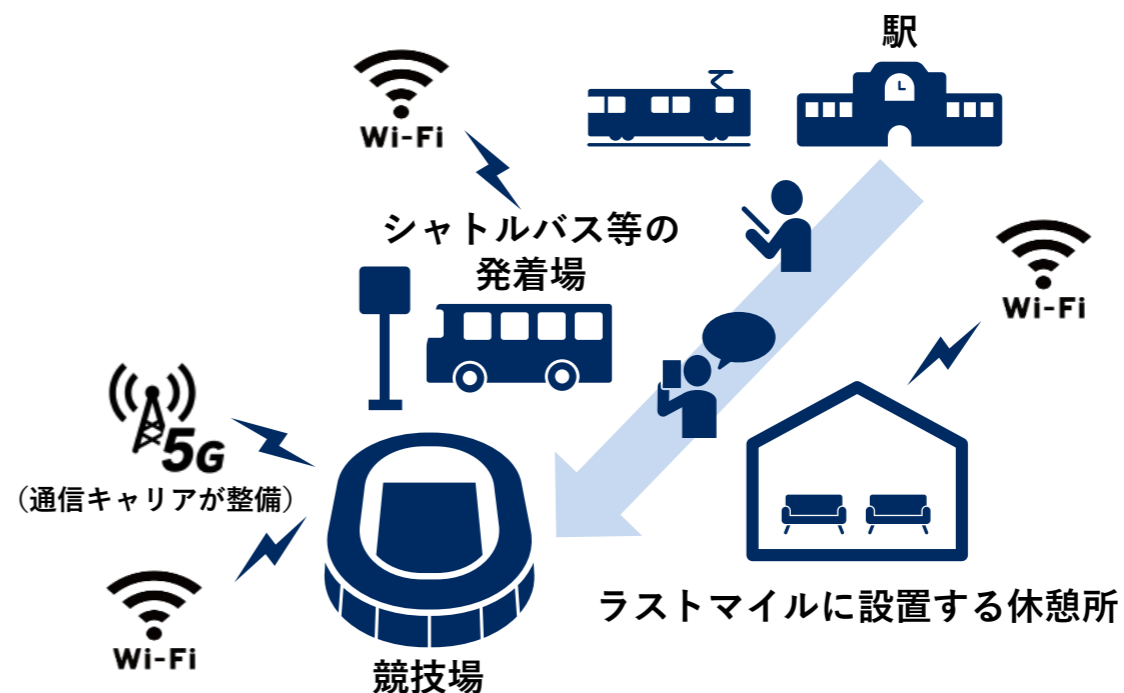 駅
Wi-Fi
シャトルバス等の
発着場
Wi-Fi
5G
（通信キャリアが整備）
Wi-Fi
ラストマイルに設置する休憩所
競技場